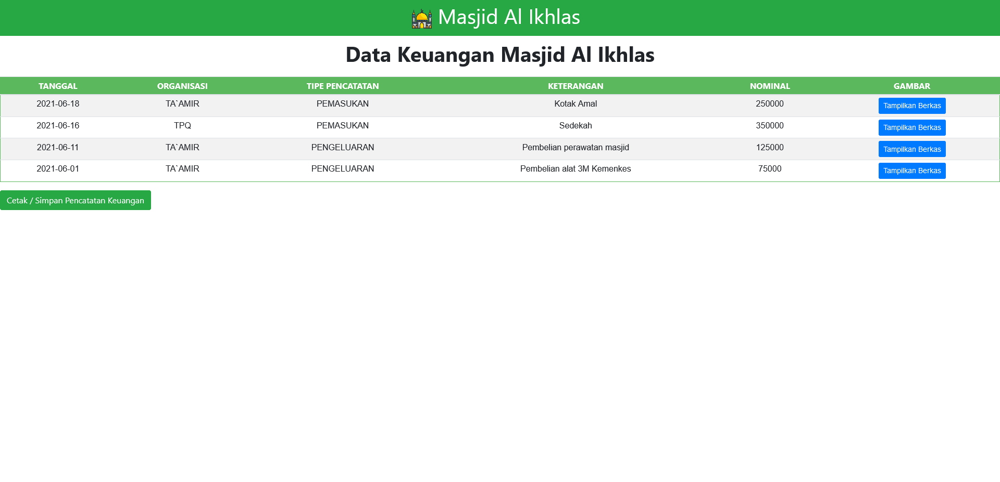 Masjid Al Ikhlas
Data Keuangan Masjid Al Ikhlas
TANGGAL ORGANISASI TIPE PENCATATAN KETERANGAN NOMINAL GAMBAR
2021-06-18 TA`AMIR PEMASUKAN Kotak Amal 250000 Tampilkan Berkas
2021-06-16 TPQ PEMASUKAN Sedekah 350000 Tampilkan Berkas
2021-06-11 TA`AMIR PENGELUARAN Pembelian perawatan masjid 125000 Tampilkan Berkas
2021-06-01 TA`AMIR PENGELUARAN Pembelian alat 3M Kemenkes 75000 Tampilkan Berkas
Cetak / Simpan Pencatatan Keuangan